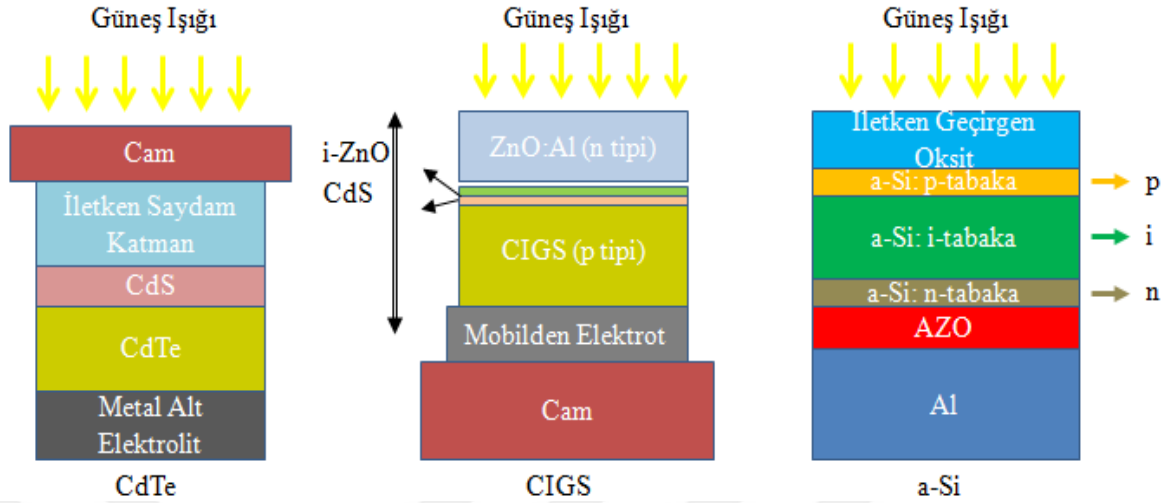 Güneş Işığı
Cam
İletken Saydam
Katman
CdS
CdTe
Metal Alt
Elektrolit
CdTe
Güneş Işığı
i-ZnO
CdS
ZnO:Al (n tipi)
CIGS (p tipi)
Mobilden Elektrot
Cam
CIGS
Güneş Işığı
İletken Geçirgen
Oksit
a-Si: p-tabaka
p
a-Si: i-tabaka
i
a-Si: n-tabaka
n
AZO
Al
a-Si